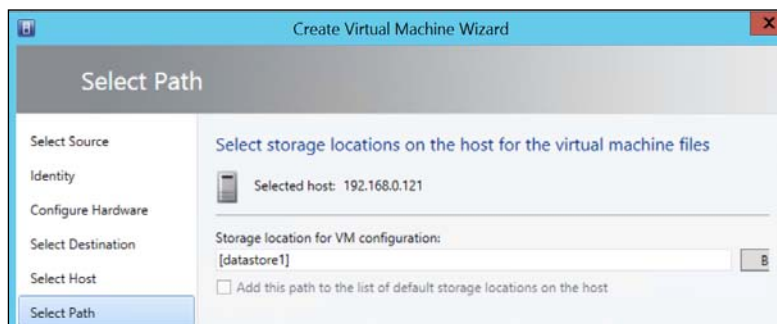 Create Virtual Machine Wizard
Select Path
Select Source
Identity
Configure Hardware
Select Destination
Select Host
Select Path
Select storage locations on the host for the virtual machine files
Selected host: 192.168.0.121
Storage location for VM configuration:
[datastore1]
B
Add this path to the list of default storage locations on the host